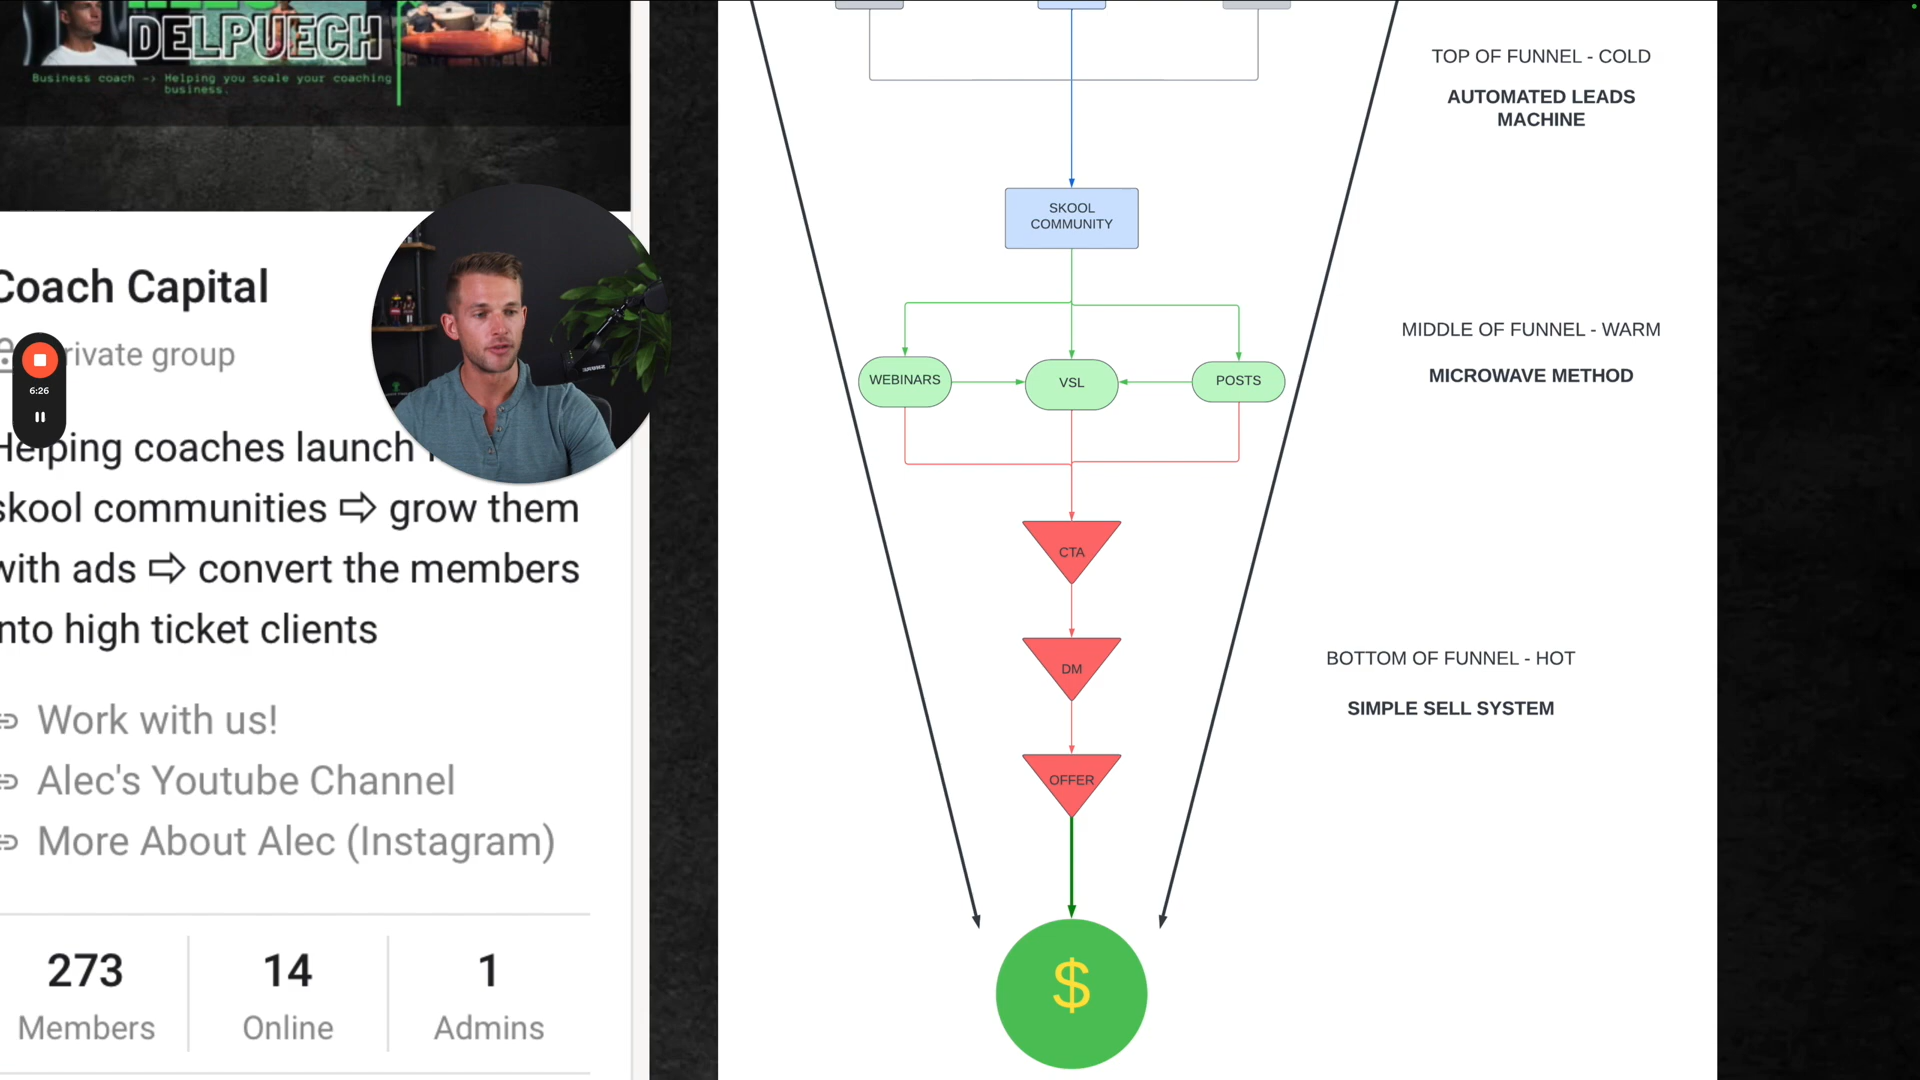 DELPUECH
Business coach -> Helping you scale your coaching
business.
Coach Capital
rivate group
6:26
Helping coaches launch
skool communities ⇨ grow them
with ads ⇨ convert the members
into high ticket clients
Work with us!
Alec's Youtube Channel
More About Alec (Instagram)
273
Members
14
Online
1
Admins
TOP OF FUNNEL - COLD
AUTOMATED LEADS
MACHINE
SKOOL
COMMUNITY
MIDDLE OF FUNNEL - WARM
MICROWAVE METHOD
WEBINARS
VSL
POSTS
CTA
DM
BOTTOM OF FUNNEL - HOT
SIMPLE SELL SYSTEM
OFFER
$